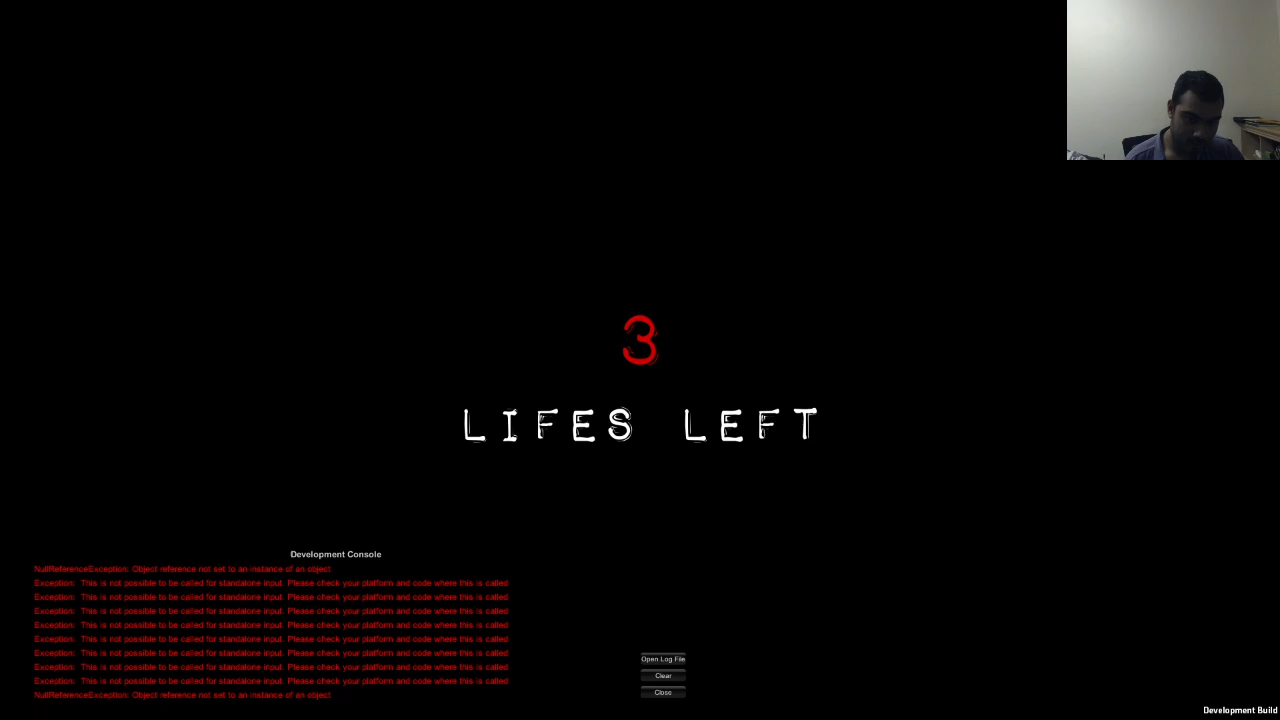 3
LIFES LEFT
Development Console
NullReferenceException: Object reference not set to an instance of an object
Exception: This is not possible to be called for standalone input. Please check your platform and code where this is called
Exception: This is not possible to be called for standalone input. Please check your platform and code where this is called
Exception: This is not possible to be called for standalone input. Please check your platform and code where this is called
Exception: This is not possible to be called for standalone input. Please check your platform and code where this is called
Exception: This is not possible to be called for standalone input. Please check your platform and code where this is called
Exception: This is not possible to be called for standalone input. Please check your platform and code where this is called
Exception: This is not possible to be called for standalone input. Please check your platform and code where this is called
Exception: This is not possible to be called for standalone input. Please check your platform and code where this is called
NullReferenceException: Object reference not set to an instance of an object
Open Log File
Clear
Close
Development Build